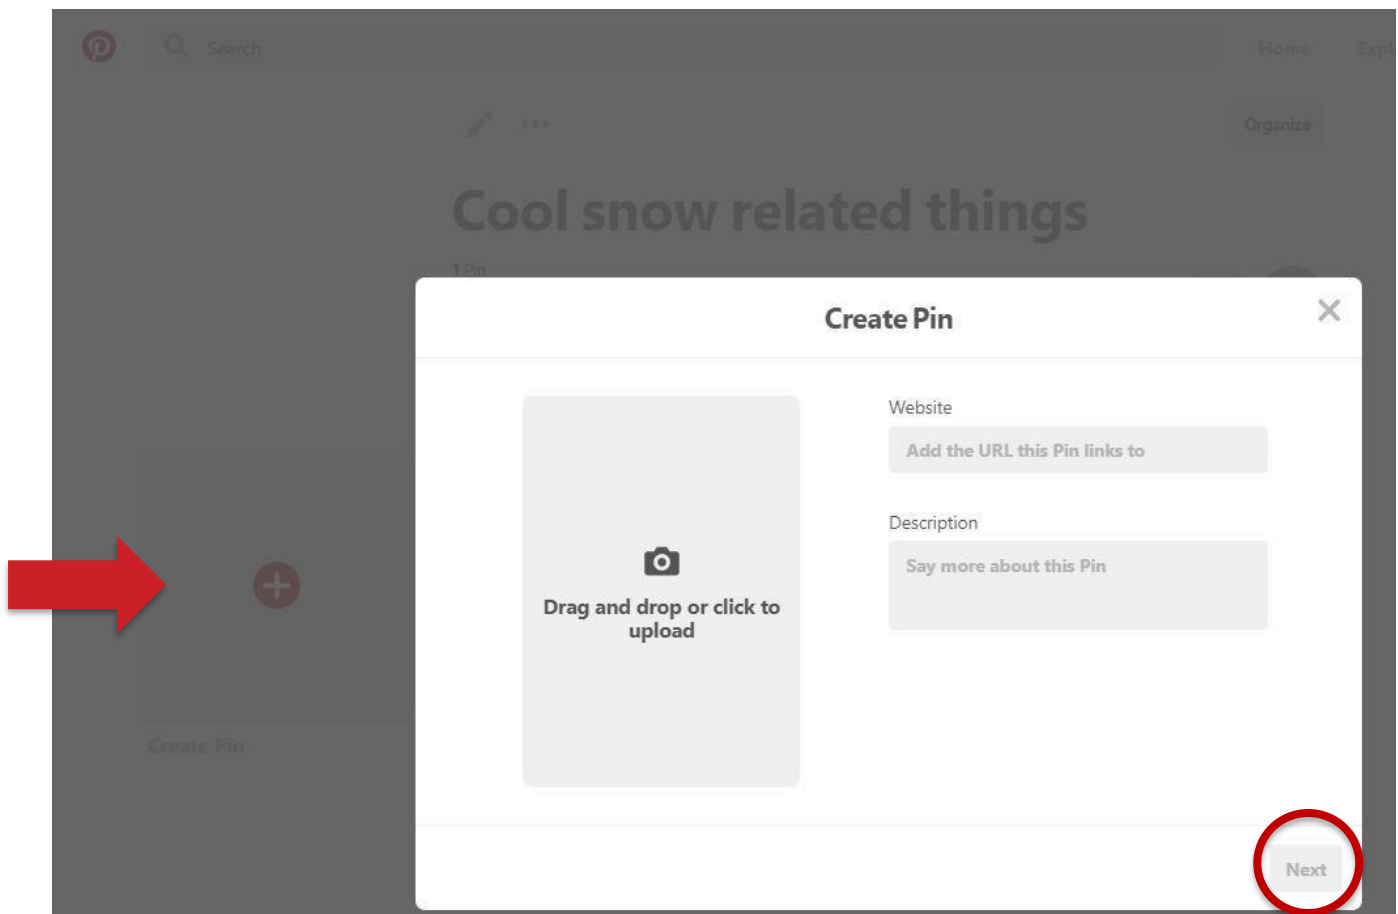 Search
Home
Expl
Organize
Cool snow related things
1 Pin
Create Pin
Website
Add the URL this Pin links to
Description
Say more about this Pin
Drag and drop or click to
upload
Create Pin
Next